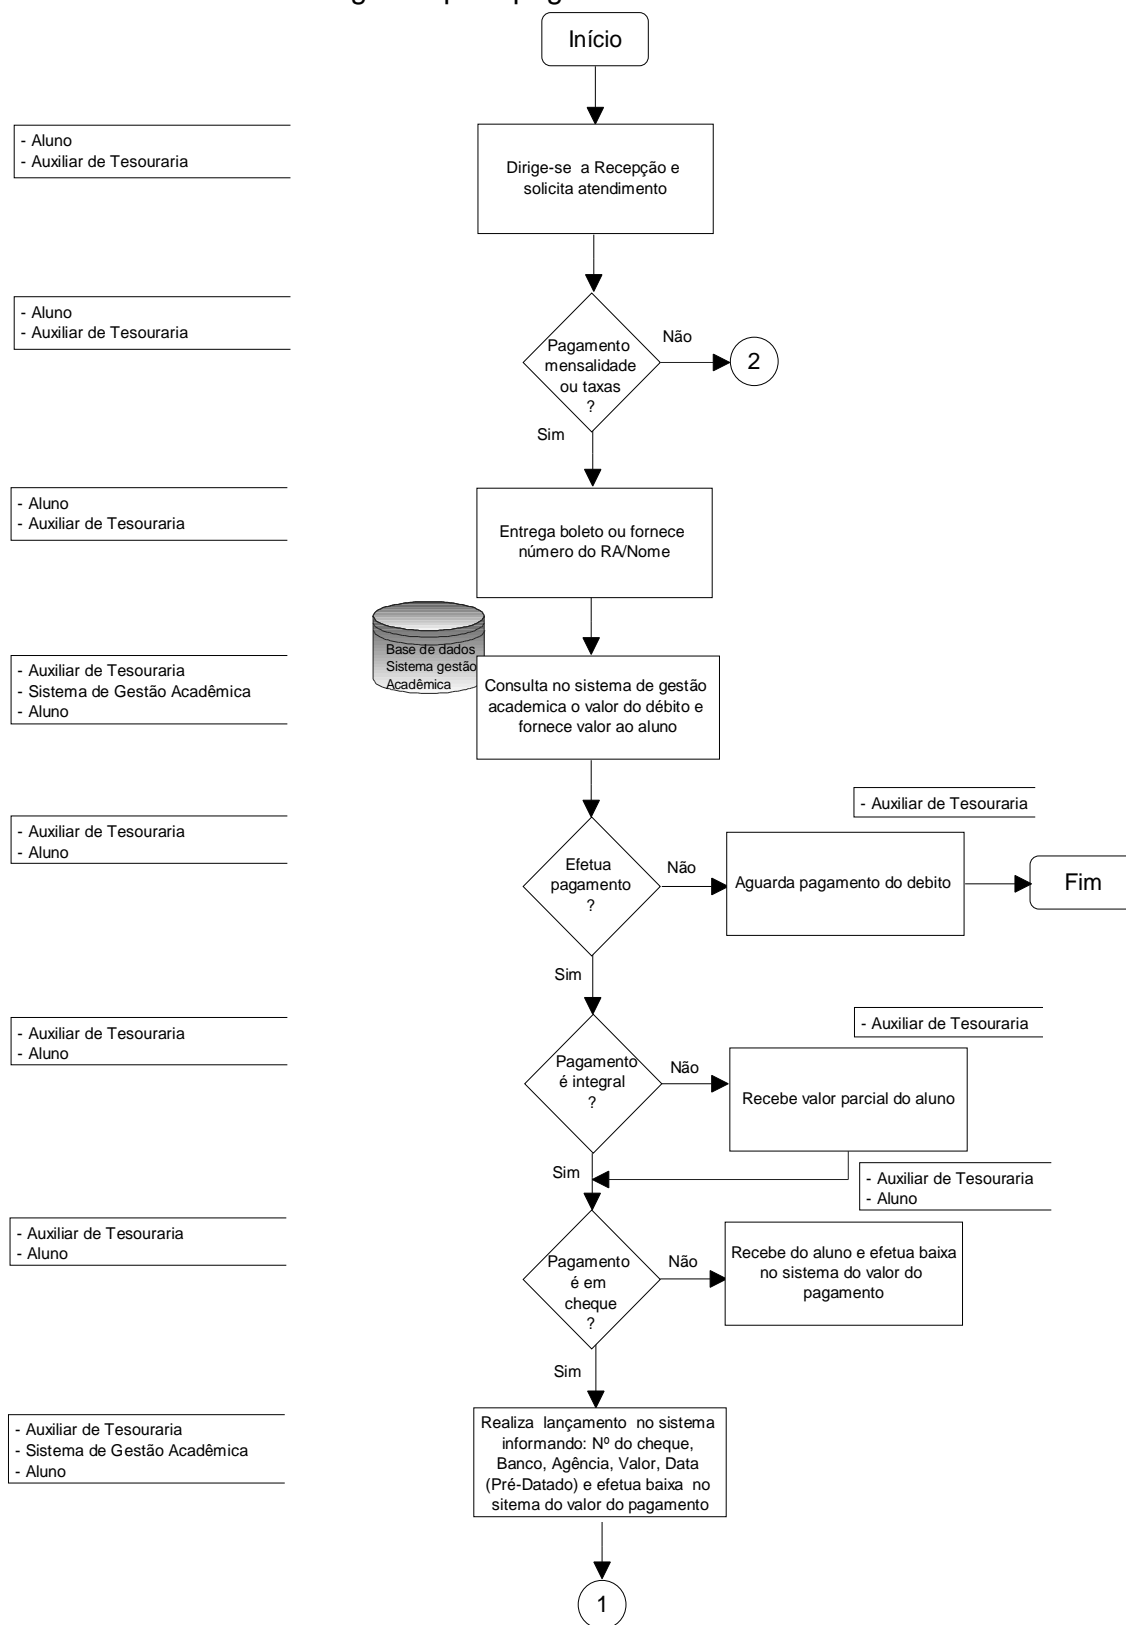 Início
- Aluno
- Auxiliar de Tesouraria
Dirige-se a Recepção e
solicita atendimento
- Aluno
- Auxiliar de Tesouraria
Pagamento
mensalidade
ou taxas
?
Não
2
Sim
- Aluno
- Auxiliar de Tesouraria
Entrega boleto ou fornece
número do RA/Nome
Base de dados
Sistema gestão
Acadêmica
- Auxiliar de Tesouraria
- Sistema de Gestão Acadêmica
- Aluno
Consulta no sistema de gestão
academica o valor do débito e
fornece valor ao aluno
- Auxiliar de Tesouraria
- Auxiliar de Tesouraria
- Aluno
Efetua
pagamento
?
Não
Aguarda pagamento do debito
Fim
Sim
- Auxiliar de Tesouraria
- Auxiliar de Tesouraria
- Aluno
Pagamento
é integral
?
Não
Recebe valor parcial do aluno
Sim
- Auxiliar de Tesouraria
- Aluno
- Auxiliar de Tesouraria
- Aluno
Pagamento
é em
cheque
?
Não
Recebe do aluno e efetua baixa
no sistema do valor do
pagamento
Sim
- Auxiliar de Tesouraria
- Sistema de Gestão Acadêmica
- Aluno
Realiza lançamento no sistema
informando: Nº do cheque,
Banco, Agência, Valor, Data
(Pré-Datado) e efetua baixa no
sitema do valor do pagamento
1